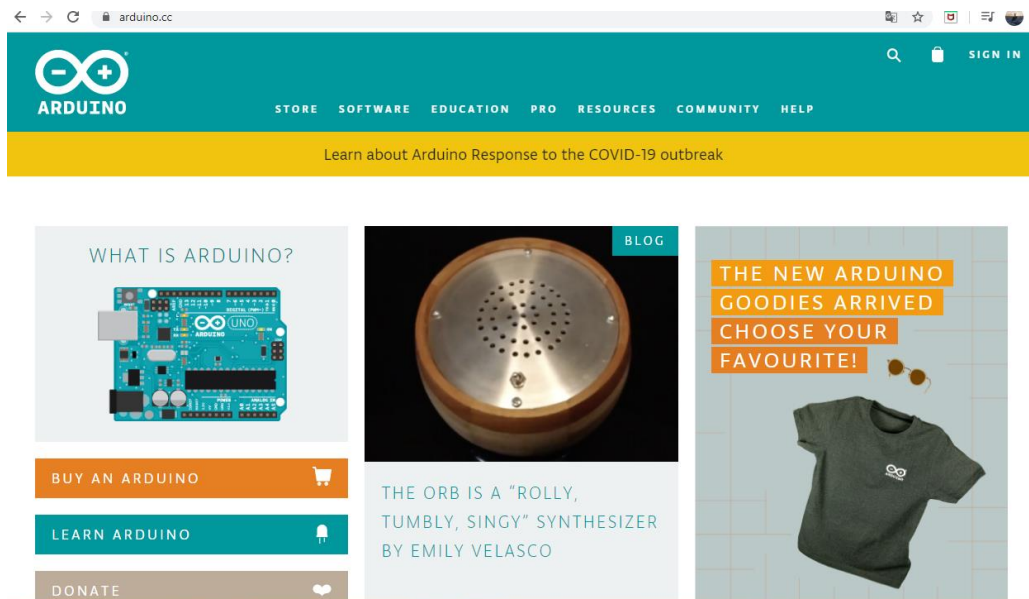 arduino.cc
SIGN IN
ARDUINO
STORE SOFTWARE EDUCATION PRO RESOURCES COMMUNITY HELP
Learn about Arduino Response to the COVID-19 outbreak
WHAT IS ARDUINO?
UNO
ARDUINO
BUY AN ARDUINO
LEARN ARDUINO
DONATE
BLOG
THE ORB IS A “ROLLY,
TUMBLY, SINGY” SYNTHESIZER
BY EMILY VELASCO
THE NEW ARDUINO
GOODIES ARRIVED
CHOOSE YOUR
FAVOURITE!